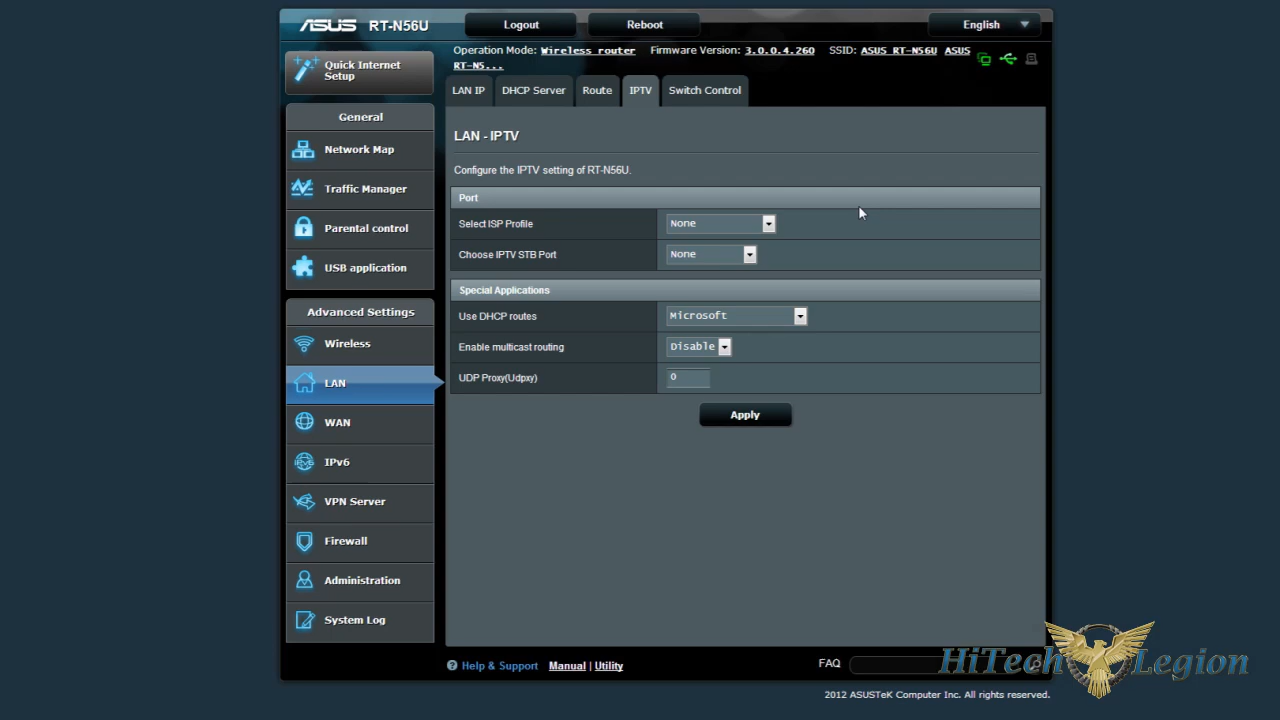 ASUS RT-N56U
Logout
Reboot
English
Operation Mode: Wireless router Firmware Version: 3.0.0.4.260 SSID: ASUS RT-N56U ASUS
RT-N5...
Quick Internet
Setup
LAN IP
DHCP Server
Route
IPTV
Switch Control
General
Network Map
Traffic Manager
Parental control
USB application
Advanced Settings
Wireless
LAN
WAN
IPv6
VPN Server
Firewall
Administration
System Log
LAN - IPTV
Configure the IPTV setting of RT-N56U.
Port
Select ISP Profile None
Choose IPTV STB Port None
Special Applications
Use DHCP routes Microsoft
Enable multicast routing Disable
UDP Proxy(Udpxy) 0
Apply
Help & Support Manual | Utility
FAQ
HiTech Legion
2012 ASUSTeK Computer Inc. All rights reserved.